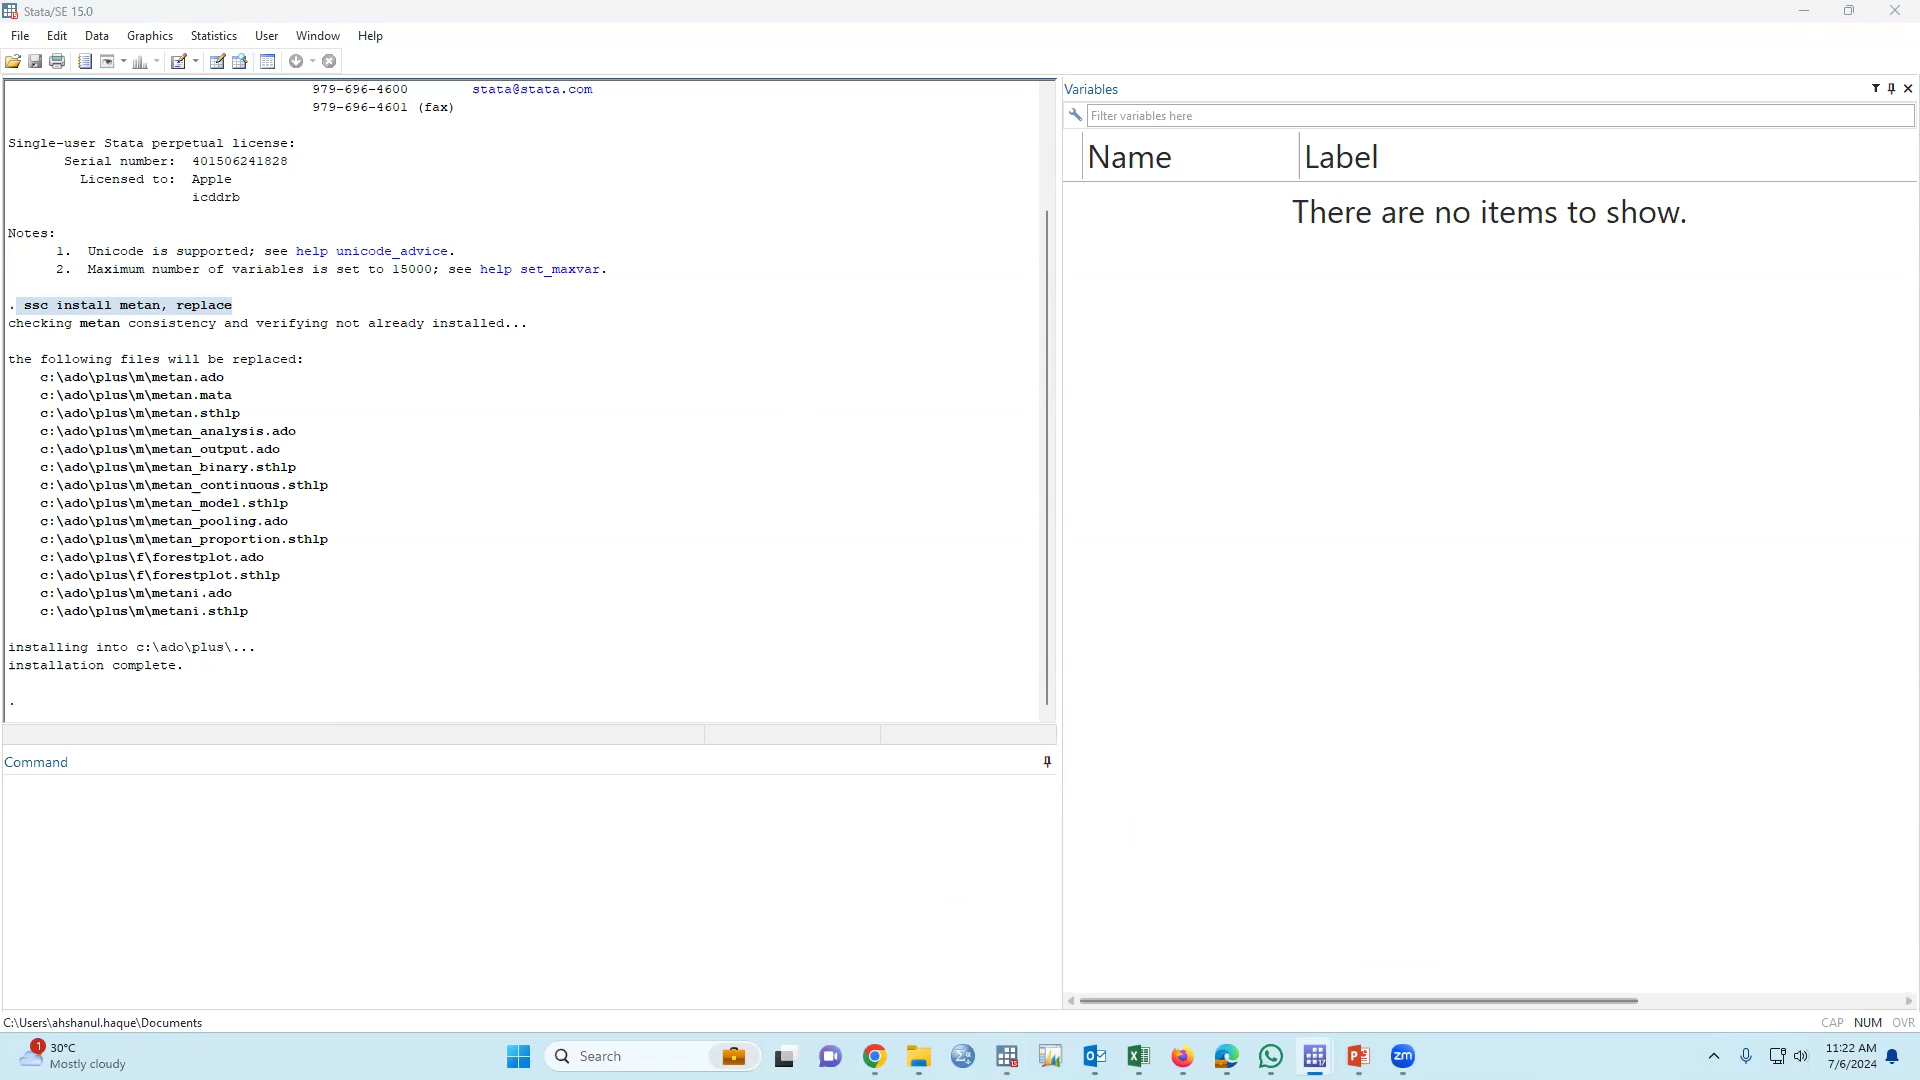 Stata/SE 15.0
File Edit Data Graphics Statistics User Window Help
979-696-4600 stata@stata.com
979-696-4601 (fax)
Single-user Stata perpetual license:
Serial number: 401506241828
Licensed to: Apple
icddrb
Notes:
1. Unicode is supported; see help unicode_advice.
2. Maximum number of variables is set to 15000; see help set_maxvar.
. ssc install metan, replace
checking metan consistency and verifying not already installed...
the following files will be replaced:
c:\ado\plus\m\metan.ado
c:\ado\plus\m\metan.mata
c:\ado\plus\m\metan.sthlp
c:\ado\plus\m\metan_analysis.ado
c:\ado\plus\m\metan_output.ado
c:\ado\plus\m\metan_binary.sthlp
c:\ado\plus\m\metan_continuous.sthlp
c:\ado\plus\m\metan_model.sthlp
c:\ado\plus\m\metan_pooling.ado
c:\ado\plus\m\metan_proportion.sthlp
c:\ado\plus\f\forestplot.ado
c:\ado\plus\f\forestplot.sthlp
c:\ado\plus\m\metani.ado
c:\ado\plus\m\metani.sthlp
installing into c:\ado\plus\...
installation complete.
.
Command
Variables
Filter variables here
Name Label
There are no items to show.
C:\Users\ahshanul.haque\Documents
CAP NUM OVR
1
30°C
Mostly cloudy
Search
zm
11:22 AM
7/6/2024